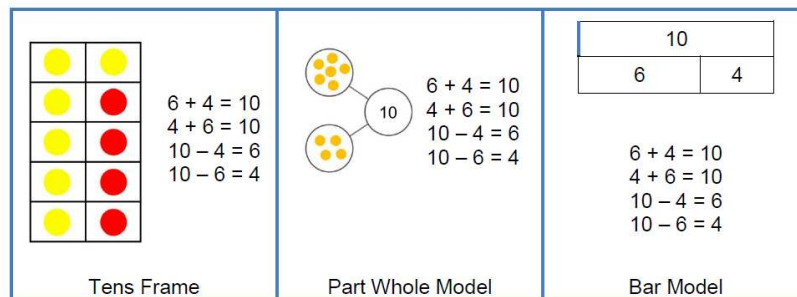 6 + 4 = 10
4 + 6 = 10
10 – 4 = 6
10 – 6 = 4
Tens Frame
10
6 + 4 = 10
4 + 6 = 10
10 – 4 = 6
10 – 6 = 4
Part Whole Model
10
6 4
6 + 4 = 10
4 + 6 = 10
10 – 4 = 6
10 – 6 = 4
Bar Model